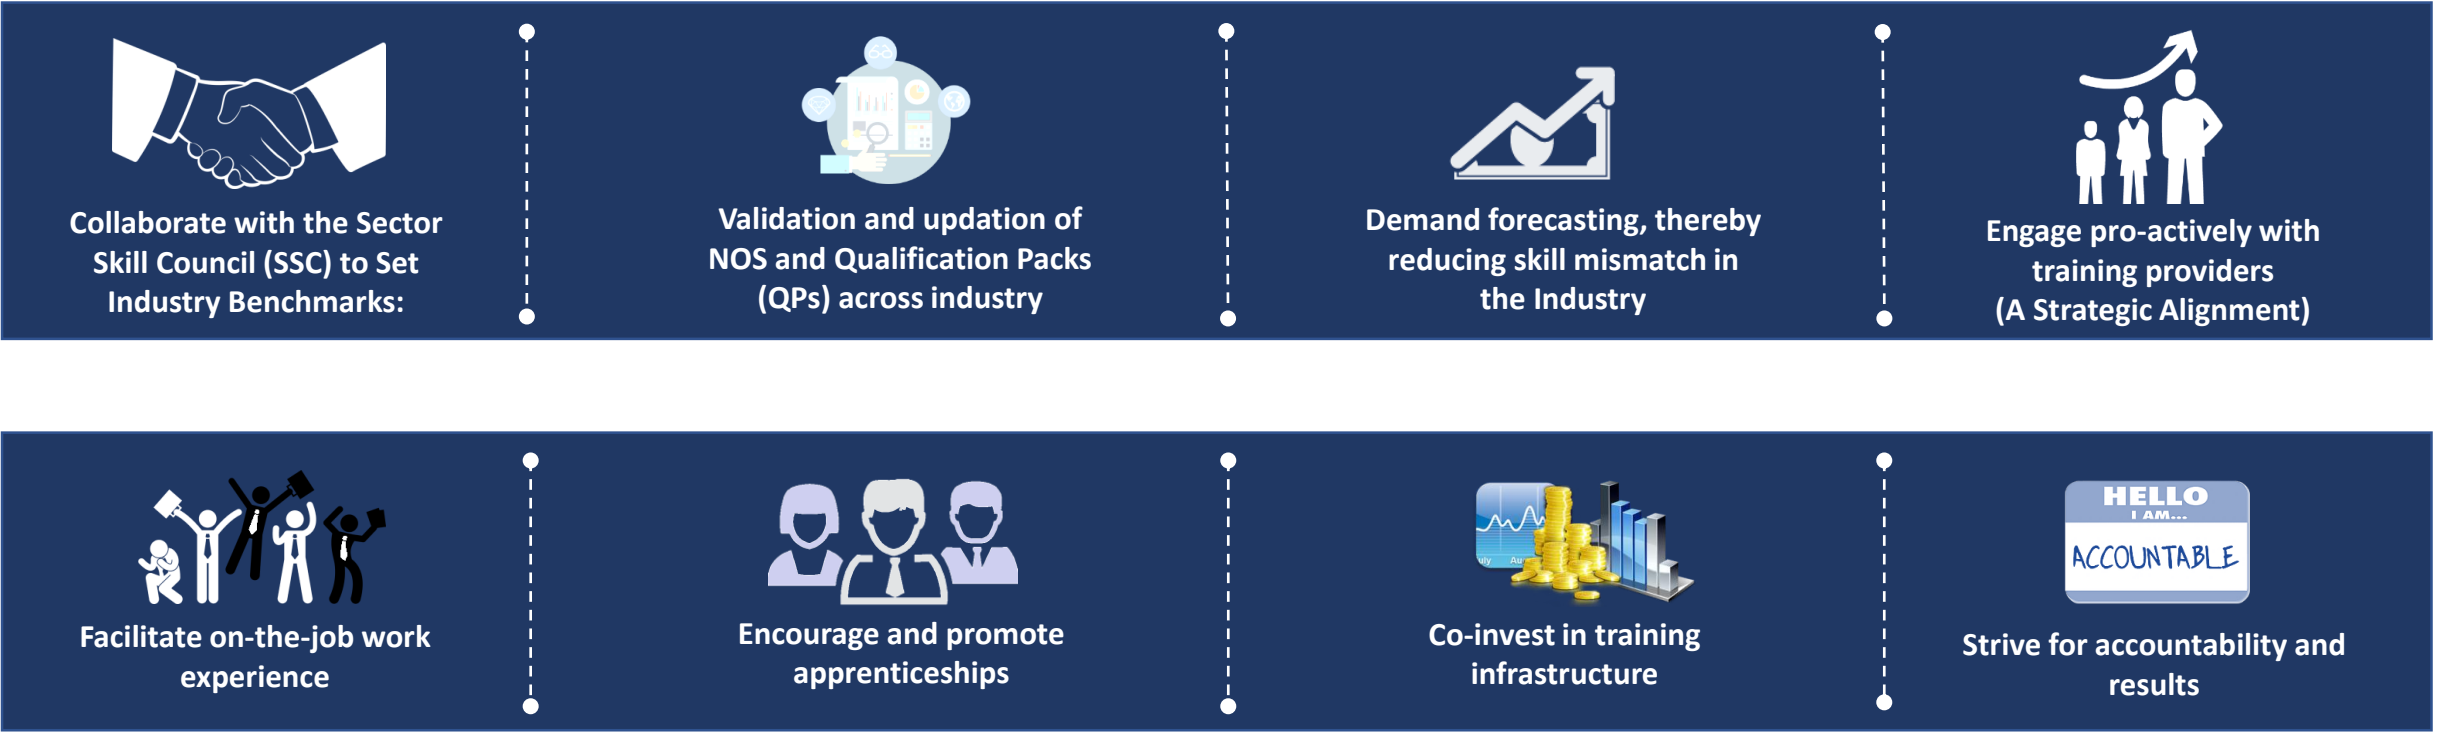 Collaborate with the Sector
Skill Council (SSC) to Set
Industry Benchmarks:
Validation and updation of
NOS and Qualification Packs
(QPs) across industry
Demand forecasting, thereby
reducing skill mismatch in
the Industry
Engage pro-actively with
training providers
(A Strategic Alignment)
Facilitate on-the-job work
experience
Encourage and promote
apprenticeships
uly Au
Co-invest in training
infrastructure
HELLO
I AM...
ACCOUNTABLE
Strive for accountability and
results